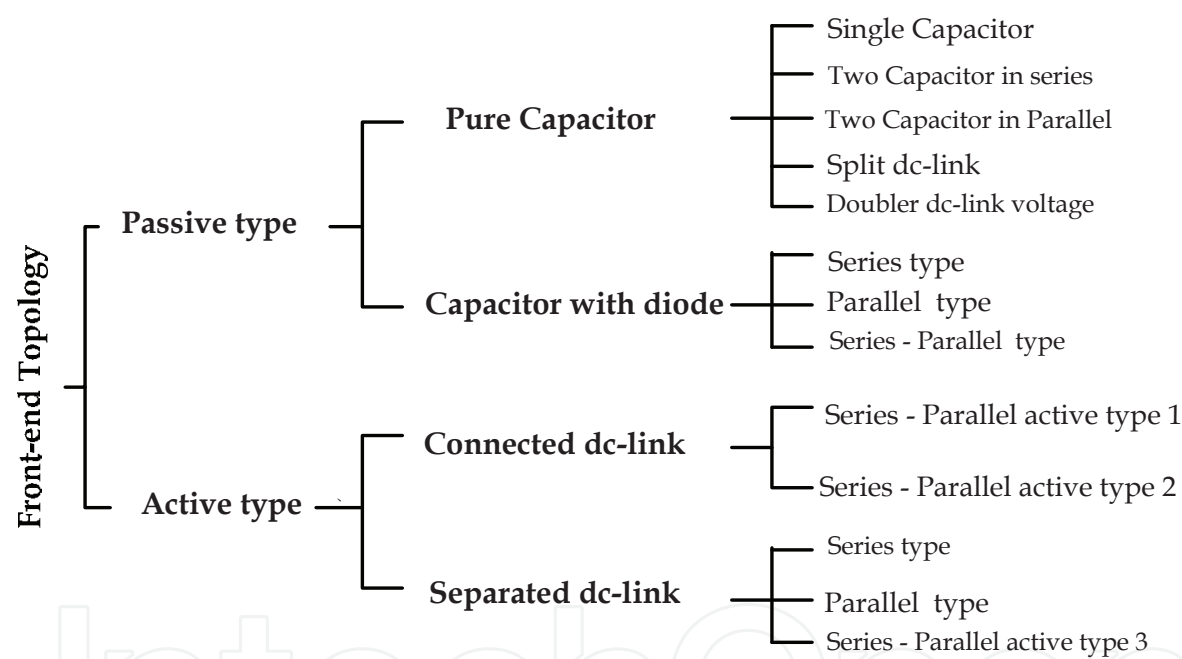 Front-end Topology
Passive type
Pure Capacitor
Single Capacitor
Two Capacitor in series
Two Capacitor in Parallel
Split dc-link
Doubler dc-link voltage
Capacitor with diode
Series type
Parallel type
Series - Parallel type
Active type
Connected dc-link
Series - Parallel active type 1
Series - Parallel active type 2
Separated dc-link
Series type
Parallel type
Series - Parallel active type 3